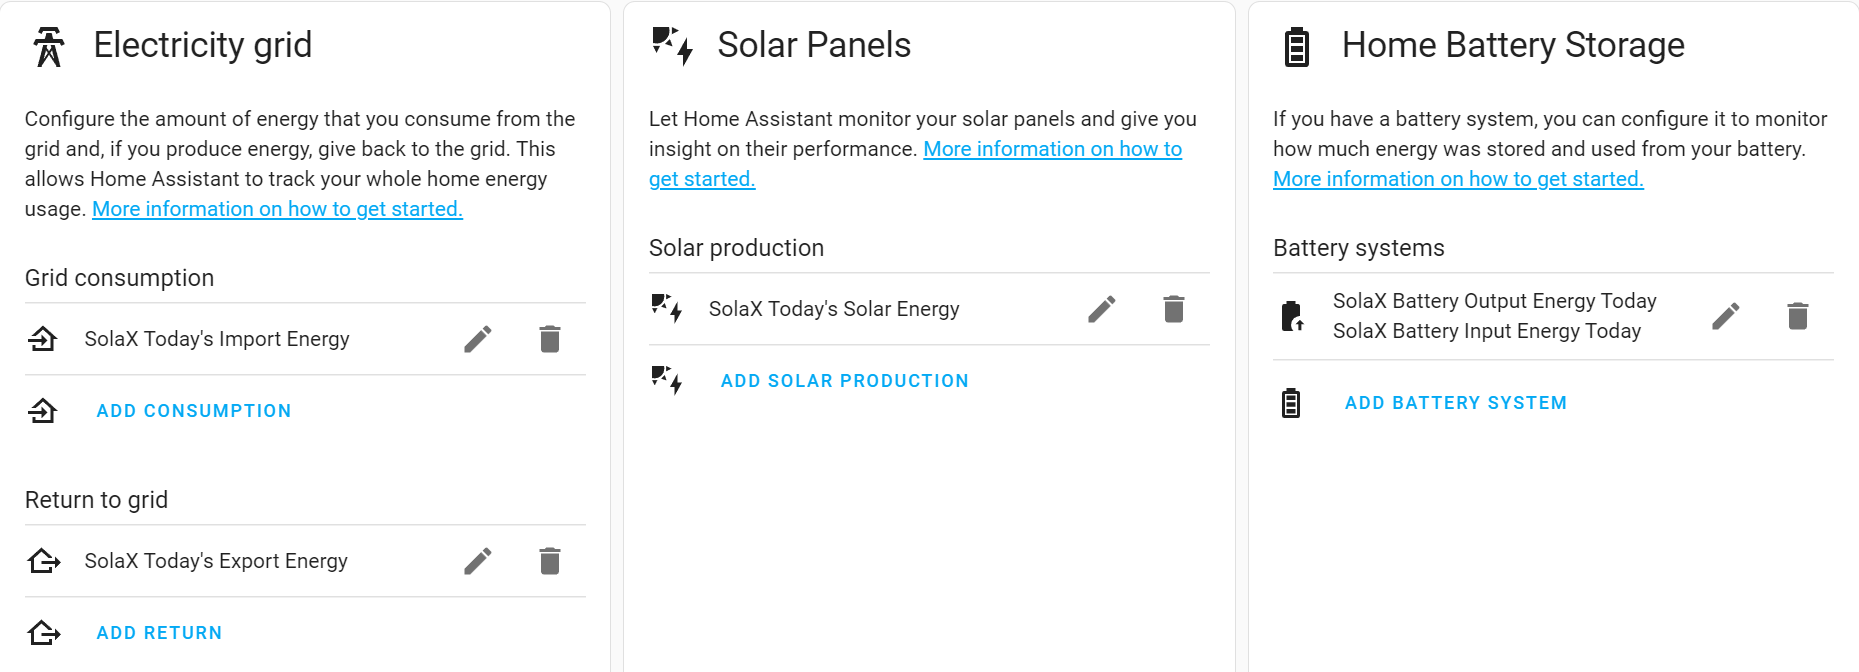 Electricity grid
Configure the amount of energy that you consume from the
grid and, if you produce energy, give back to the grid. This
allows Home Assistant to track your whole home energy
usage. More information on how to get started.
Grid consumption
SolaX Today's Import Energy
ADD CONSUMPTION
Return to grid
SolaX Today's Export Energy
ADD RETURN
Solar Panels
Let Home Assistant monitor your solar panels and give you
insight on their performance. More information on how to
get started.
Solar production
SolaX Today's Solar Energy
ADD SOLAR PRODUCTION
Home Battery Storage
If you have a battery system, you can configure it to monitor
how much energy was stored and used from your battery.
More information on how to get started.
Battery systems
SolaX Battery Output Energy Today
SolaX Battery Input Energy Today
ADD BATTERY SYSTEM